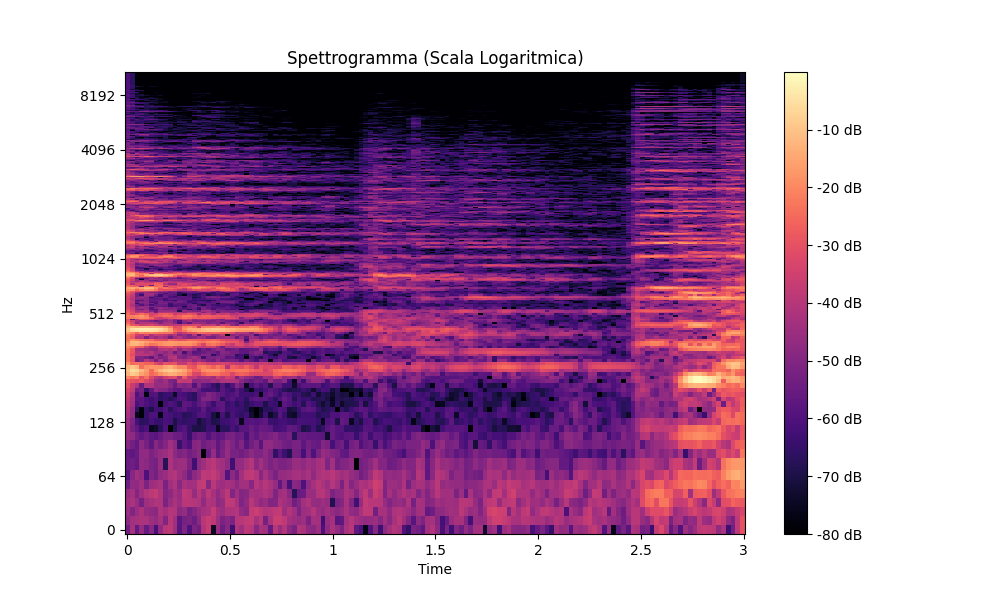 Spettrogramma (Scala Logaritmica)
Hz
8192
4096
2048
1024
512
256
128
64
0
0 0.5 1 1.5 2 2.5 3
Time
-10 dB
-20 dB
-30 dB
-40 dB
-50 dB
-60 dB
-70 dB
-80 dB